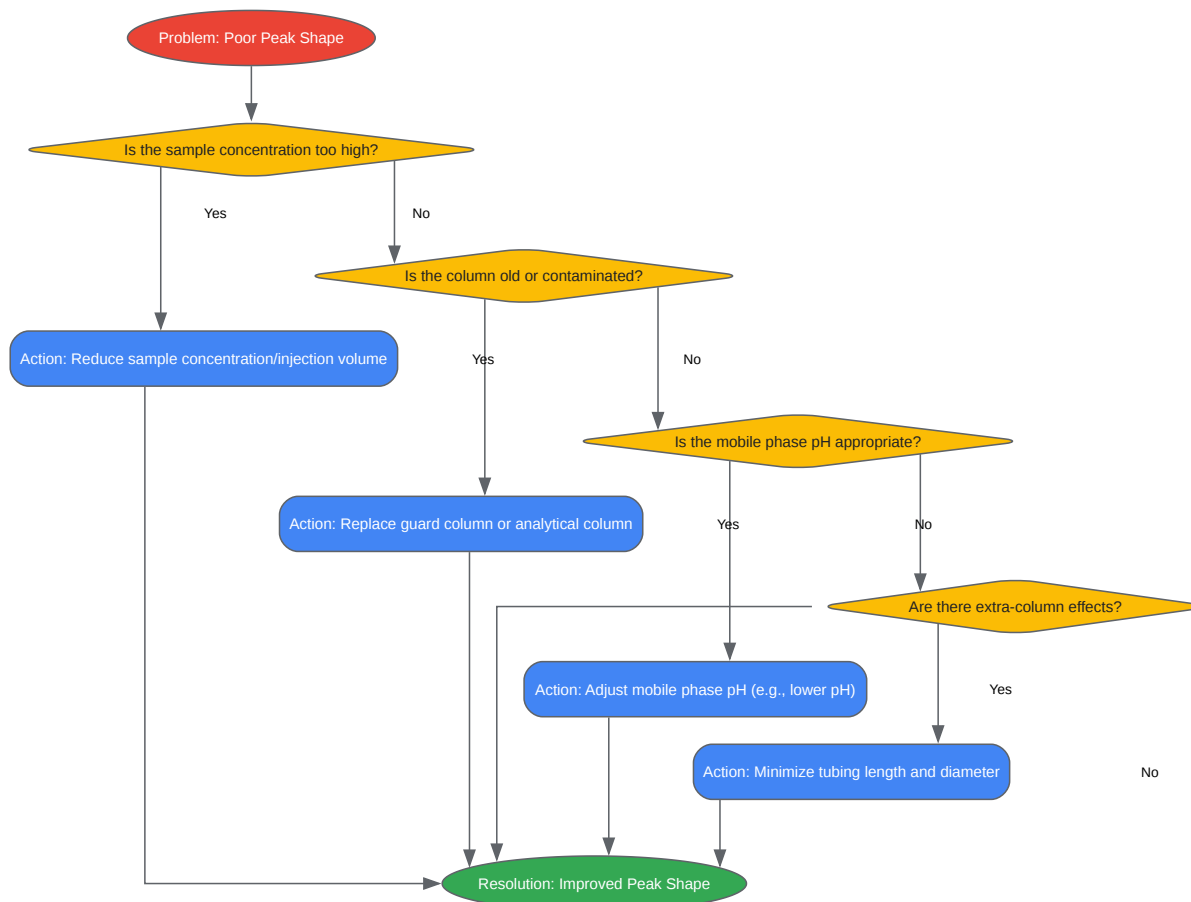 Problem: Poor Peak Shape
Is the sample concentration too high?
Yes
No
Is the column old or contaminated?
Action: Reduce sample concentration/injection volume
Yes
No
Is the mobile phase pH appropriate?
Action: Replace guard column or analytical column
Yes
No
Are there extra-column effects?
Action: Adjust mobile phase pH (e.g., lower pH)
Yes
Action: Minimize tubing length and diameter
No
Resolution: Improved Peak Shape